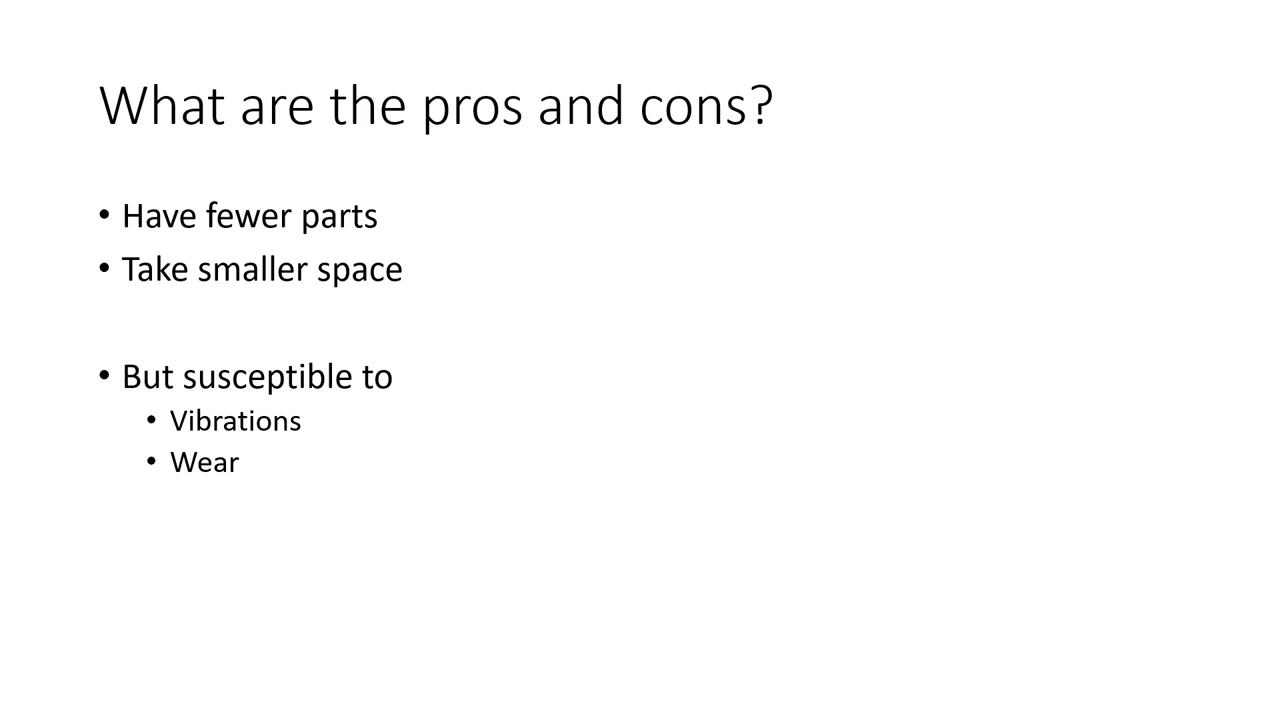 What are the pros and cons?
• Have fewer parts
• Take smaller space
• But susceptible to
• Vibrations
• Wear